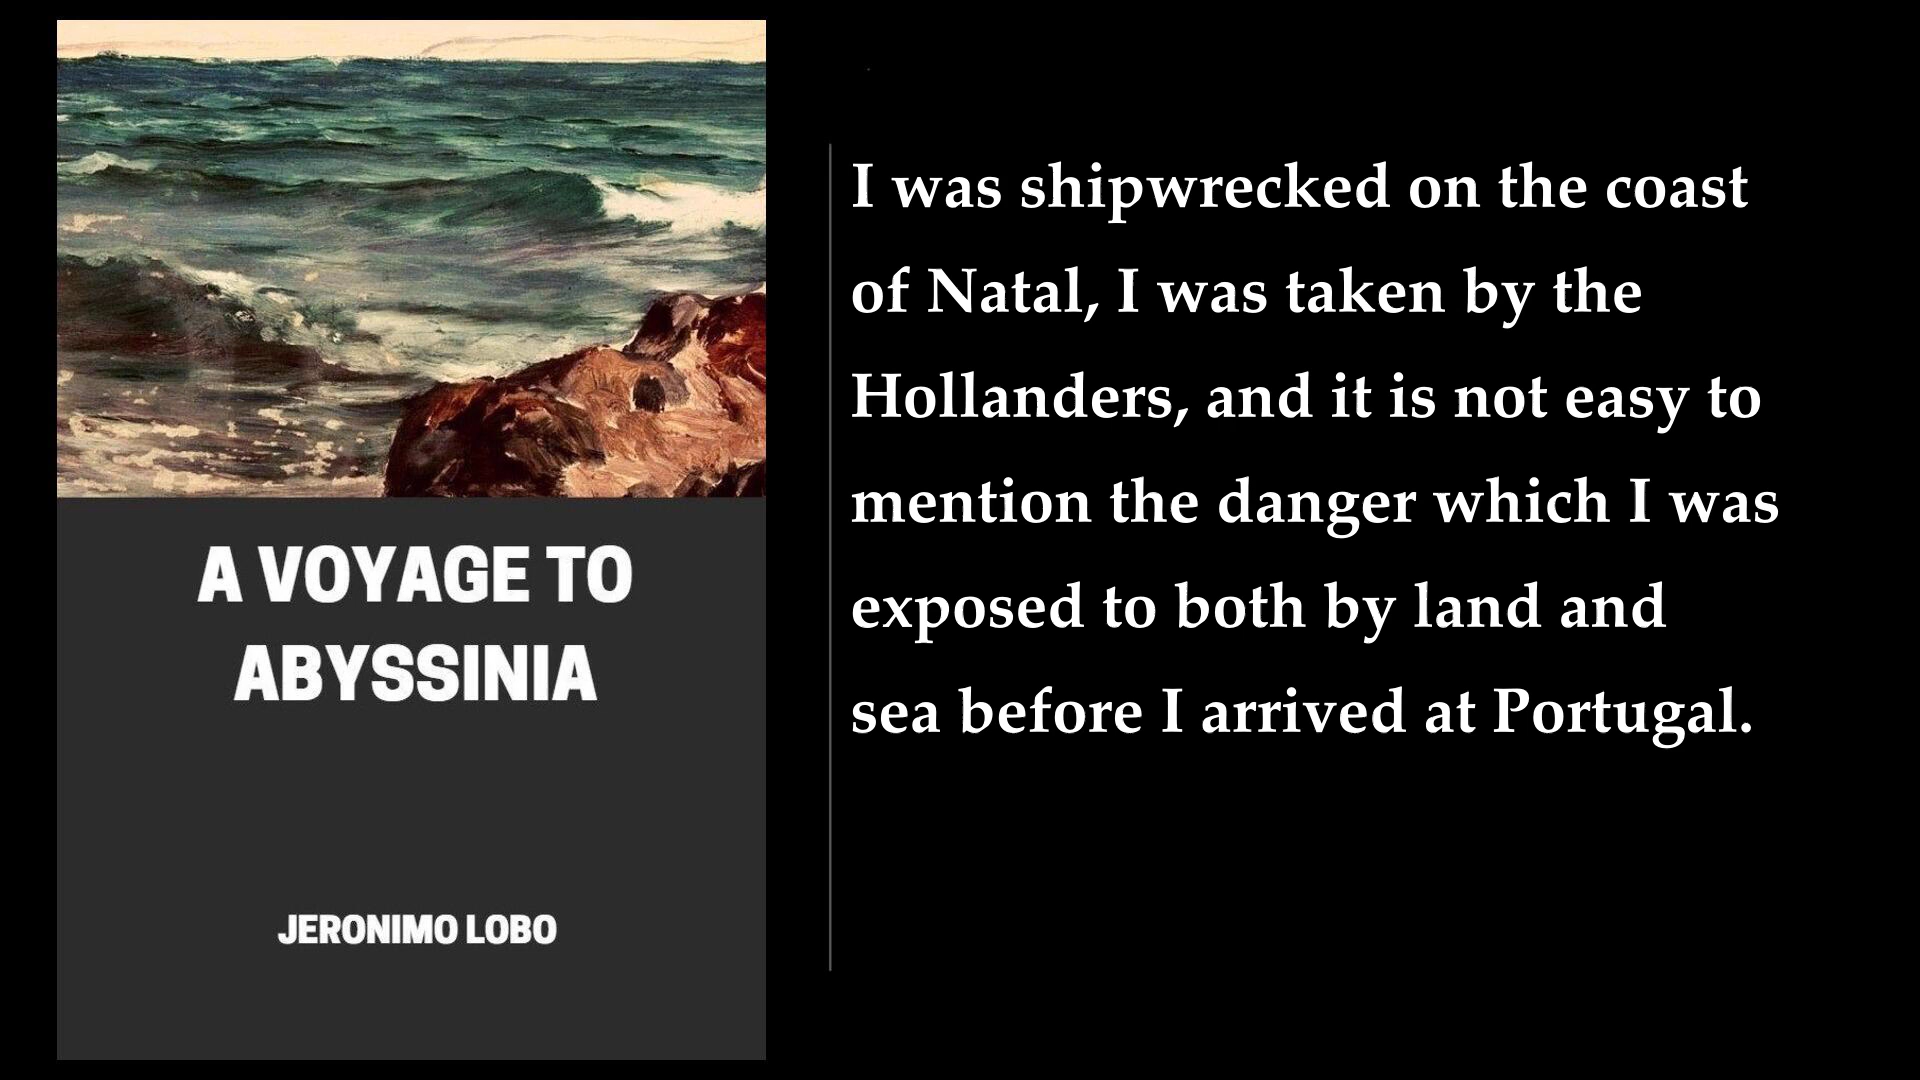 A VOYAGE TO
ABYSSINIA
JERONIMO LOBO
I was shipwrecked on the coast
of Natal, I was taken by the
Hollanders, and it is not easy to
mention the danger which I was
exposed to both by land and
sea before I arrived at Portugal.